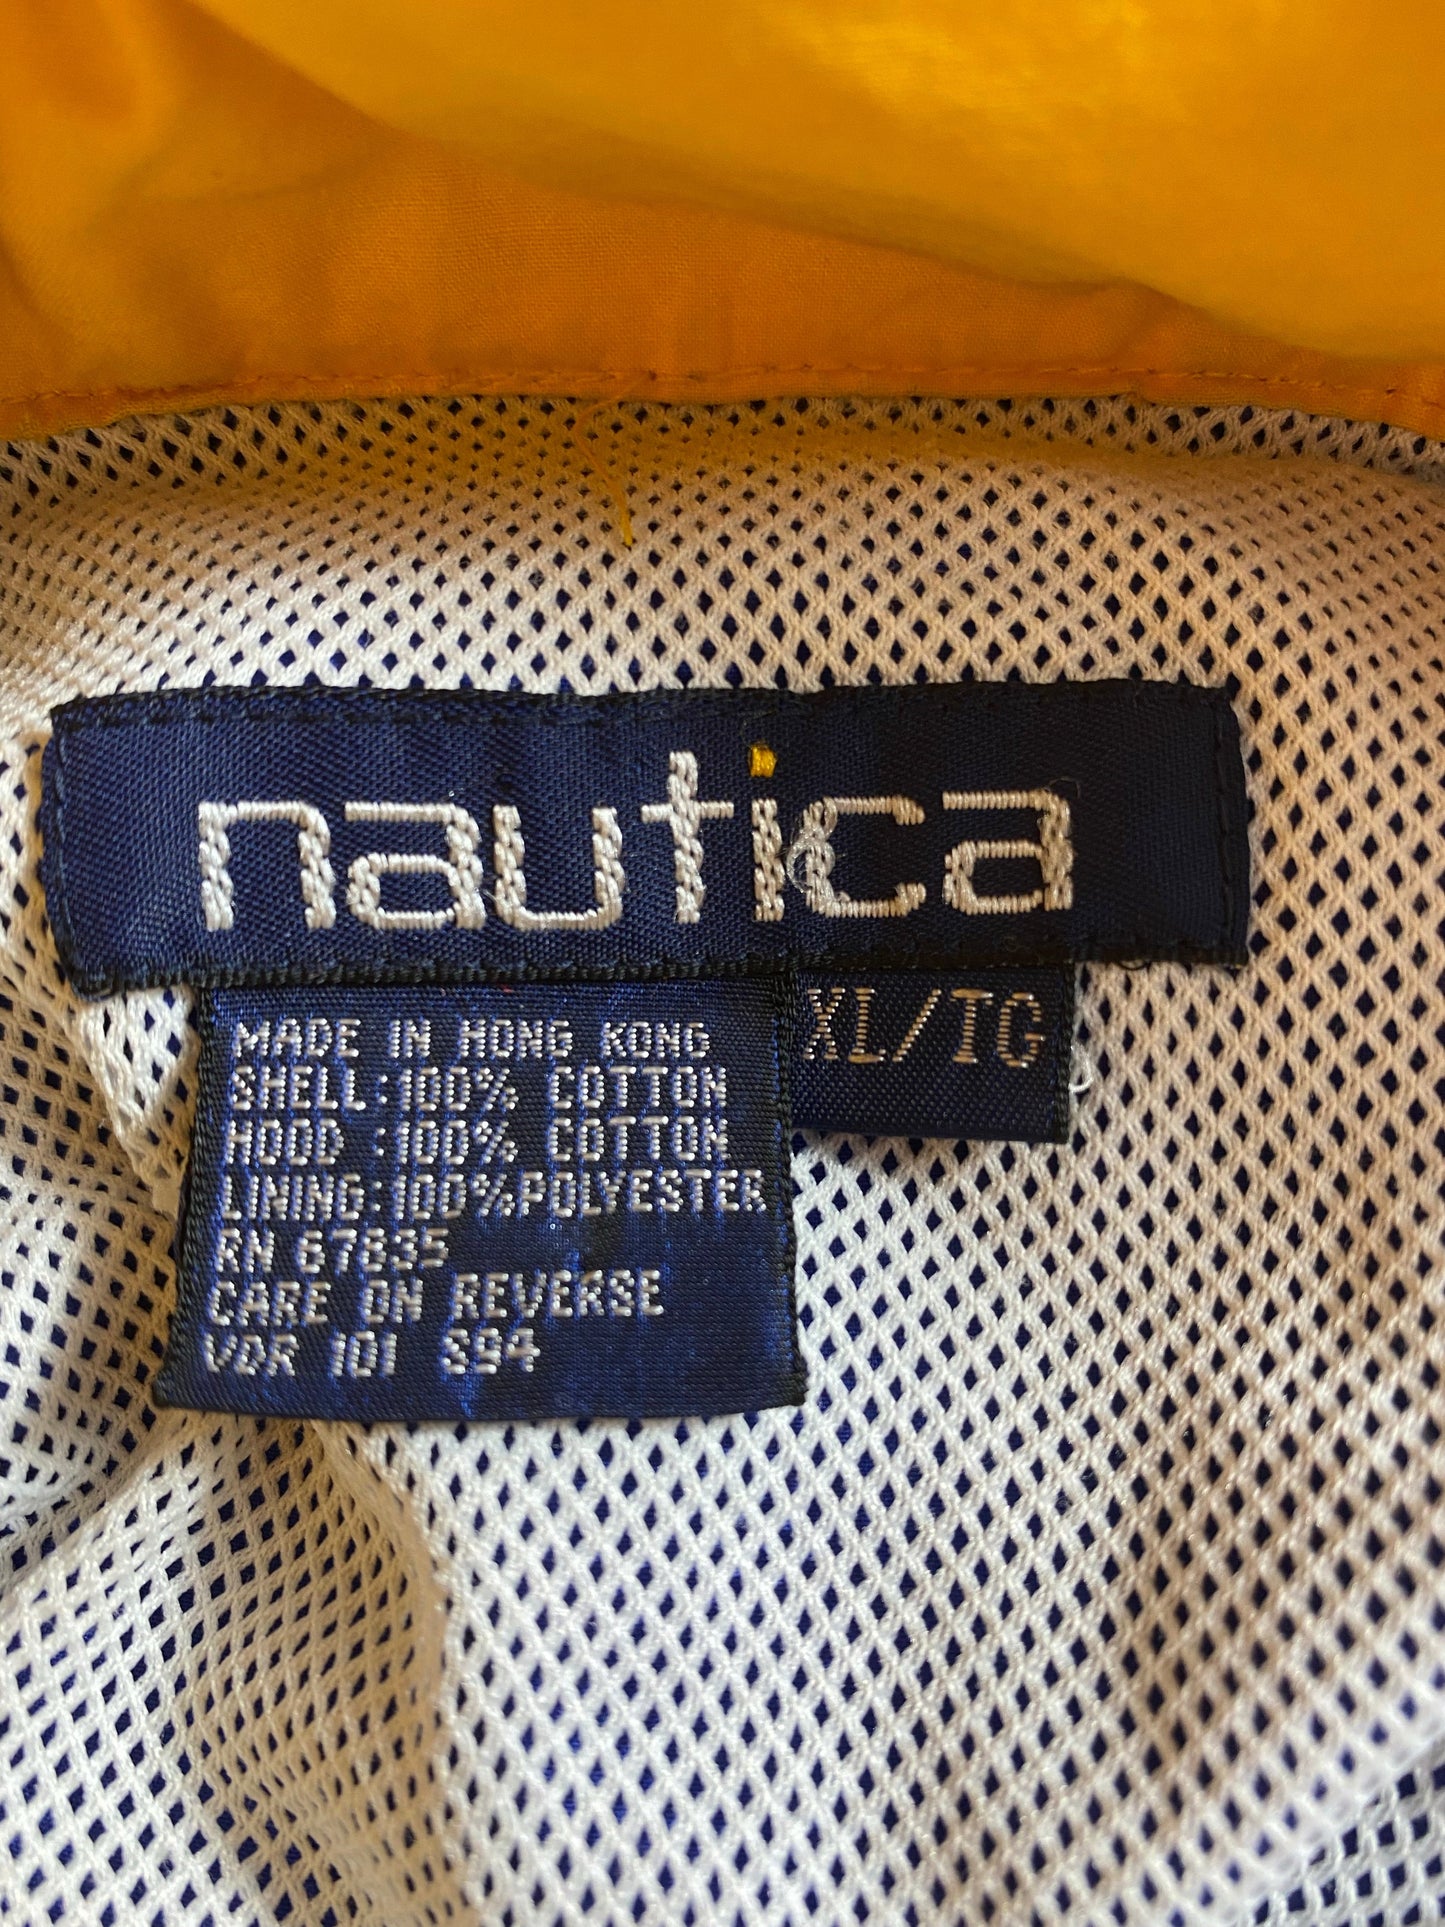 nautica
XL/TG
MADE IN HONG KONG
SHELL:100% COTTON
HOOD :100% COTTON
LINING:100%POLYESTER
RN 67835
CARE ON REVERSE
VDR 101 S94